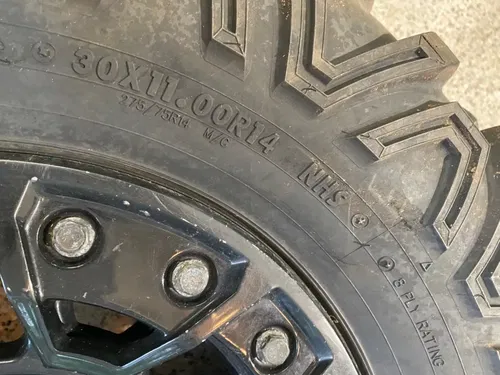 30X11.00R14 NHS
275/75R14 M/C
8 PLY RATING